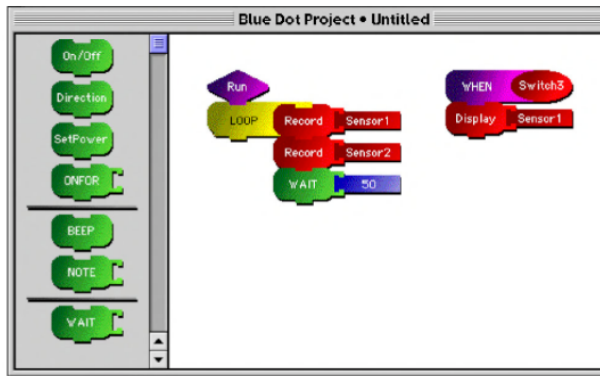 Blue Dot Project • Untitled
On/Off
Direction
SetPower
ONFOR
BEEP
NOTE
WAIT
Run
LOOP Record Sensor1
Record Sensor2
WAIT 50
WHEN Switch3
Display Sensor1